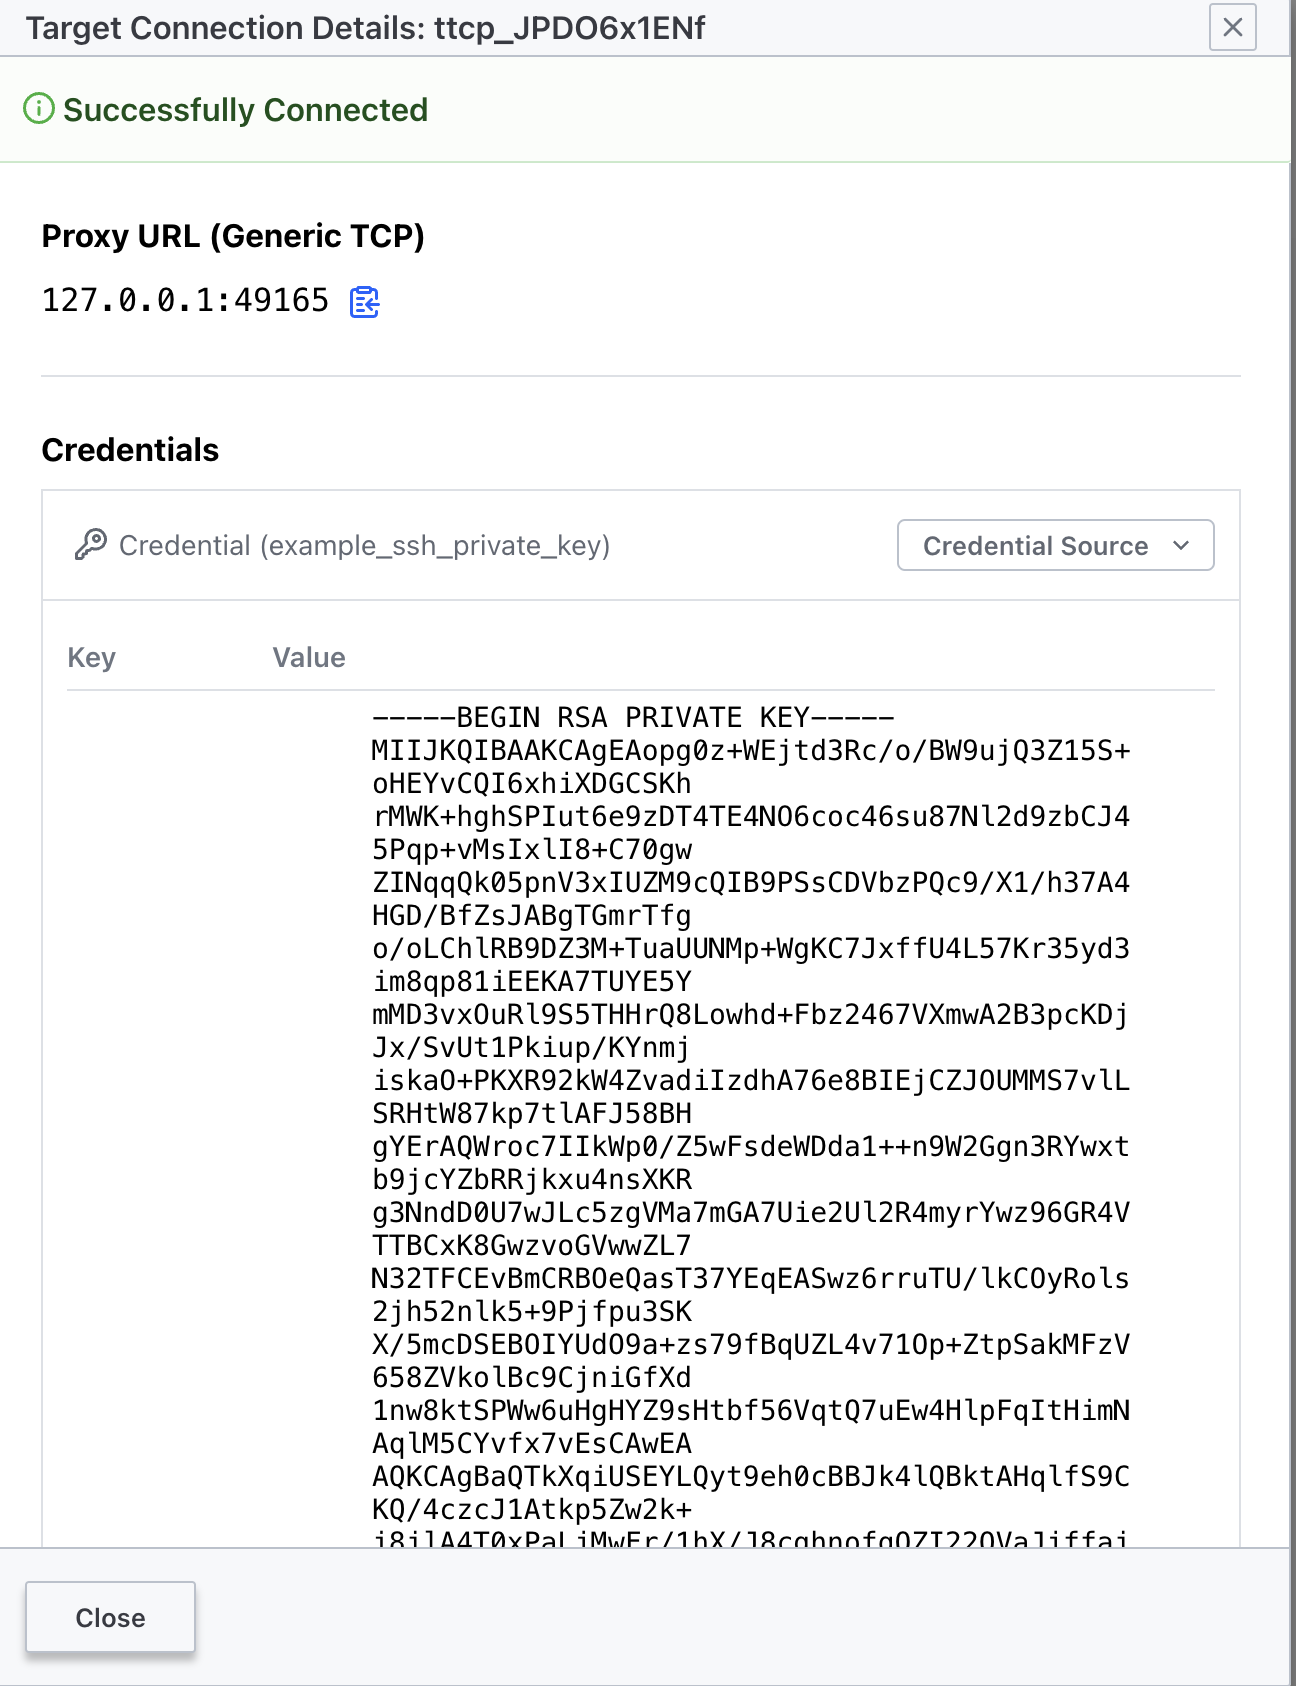 Target Connection Details: ttcp_JPDO6x1ENf
Successfully Connected
Proxy URL (Generic TCP)
127.0.0.1:49165
Credentials
Credential (example_ssh_private_key)
Credential Source
Key Value
-----BEGIN RSA PRIVATE KEY-----
MIIJKQIBAAKCAgEAopg0z+WEjtd3Rc/o/BW9ujQ3Z15S+
oHEYvCQI6xhiXDGCSKh
rMWK+hghSPIut6e9zDT4TE4NO6coc46su87Nl2d9zbCJ4
5Pqp+vMsIxlI8+C70gw
ZINqqQk05pnV3xIUZM9cQIB9PSsCDVbzPQc9/X1/h37A4
HGD/BfZsJABgTGmrTfg
o/oLChlRB9DZ3M+TuaUUNMp+WgKC7JxffU4L57Kr35yd3
im8qp81iEEKA7TUYE5Y
mMD3vxOuRl9S5THHrQ8Lowhd+Fbz2467VXmwA2B3pcKDj
Jx/SvUt1Pkiup/KYnmj
iskaO+PKXR92kW4ZvadiIzdhA76e8BIEjCZJOUMMS7vlL
SRHtW87kp7tlAFJ58BH
gYErAQWroc7IIkWp0/Z5wFsdeWDda1++n9W2Ggn3RYwxt
b9jcYZbRRjkxu4nsXKR
g3NndD0U7wJLc5zgVMa7mGA7Uie2Ul2R4myrYwz96GR4V
TTBCxK8GwzvoGVwwZL7
N32TFCEvBmCRBOeQasT37YEqEASwz6rruTU/lkCOyRols
2jh52nlk5+9Pjfpu3SK
X/5mcDSEBOIYUdO9a+zs79fBqUZL4v71Op+ZtpSakMFzV
658ZVkolBc9CjniGfXd
1nw8ktSPWw6uHgHYZ9sHtbf56VqtQ7uEw4HlpFqItHimN
AqlM5CYvfx7vEsCAwEA
AQKCAgBaQTkXqiUSEYLQyt9eh0cBBJk4lQBktAHqlfS9C
KQ/4czcJ1Atkp5Zw2k+
Close